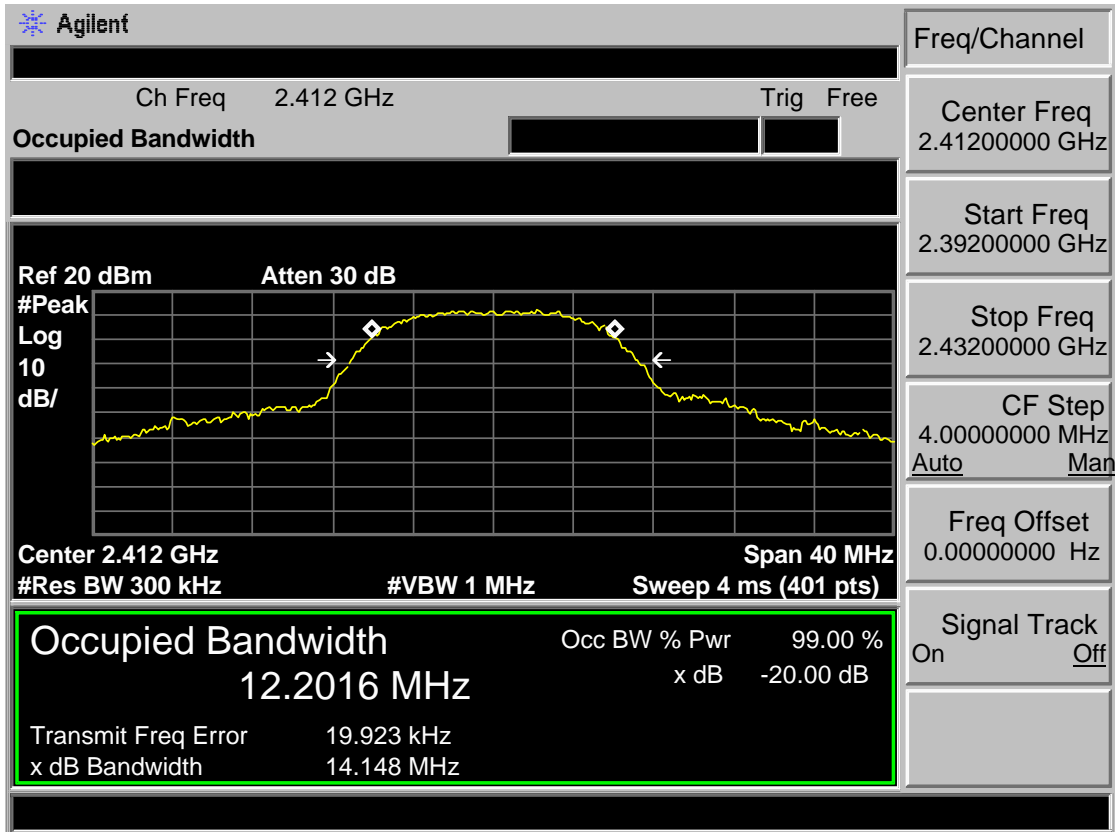 Agilent
Freq/Channel
Ch Freq 2.412 GHz Trig Free
Occupied Bandwidth
Center Freq
2.41200000 GHz
Start Freq
2.39200000 GHz
Stop Freq
2.43200000 GHz
CF Step
4.00000000 MHz
Auto Man
Freq Offset
0.00000000 Hz
Signal Track
On Off
Ref 20 dBm Atten 30 dB
#Peak
Log
10
dB/
Center 2.412 GHz Span 40 MHz
#Res BW 300 kHz #VBW 1 MHz Sweep 4 ms (401 pts)
Occupied Bandwidth Occ BW % Pwr 99.00 %
12.2016 MHz x dB -20.00 dB
Transmit Freq Error 19.923 kHz
x dB Bandwidth 14.148 MHz